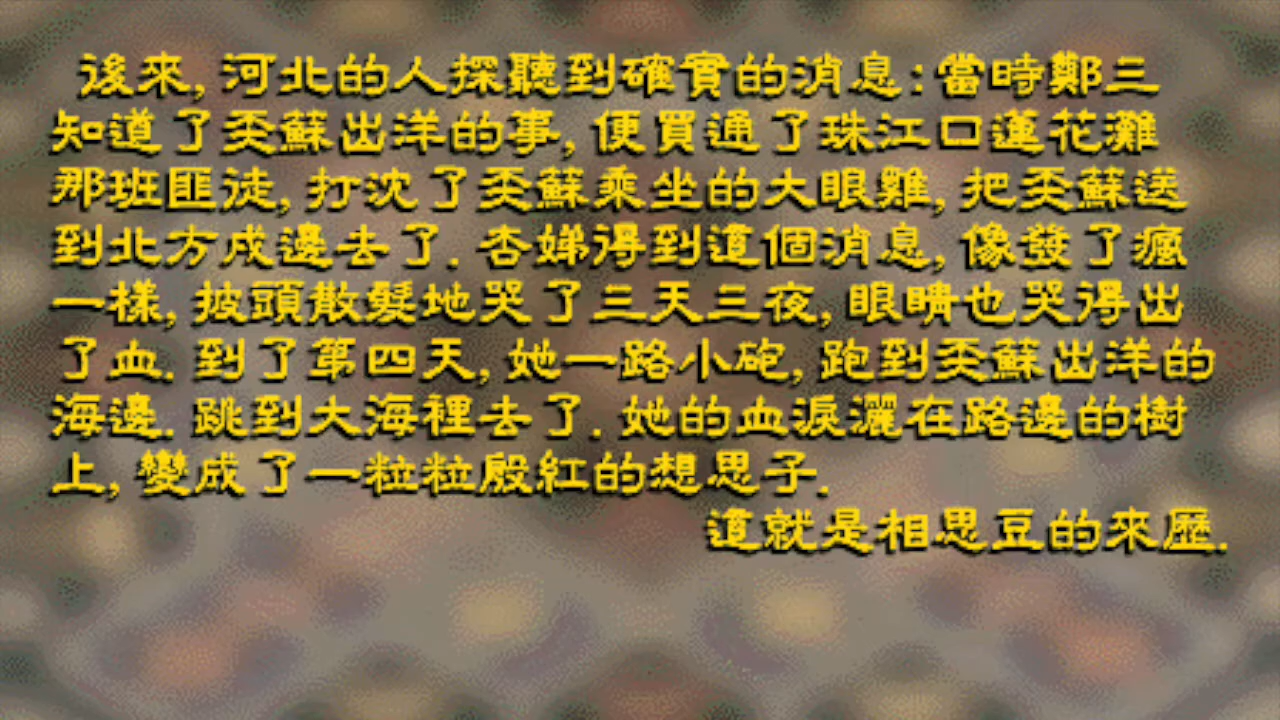 後來, 河北的人探聽到確實的消息: 當時鄭三
知道了奀蘇出洋的事, 便買通了珠江口蓮花灘
那班匪徒, 打沈了奀蘇乘坐的大眼雞, 把奀蘇送
到北方戍邊去了. 杏娣得到這個消息, 像發了瘋
一樣, 披頭散髮地哭了三天三夜, 眼睛也哭得出
了血. 到了第四天, 她一路小砲, 跑到奀蘇出洋的
海邊. 跳到大海裡去了. 她的血淚灑在路邊的樹
上, 變成了一粒粒殷紅的想思子.
這就是相思豆的來歷.